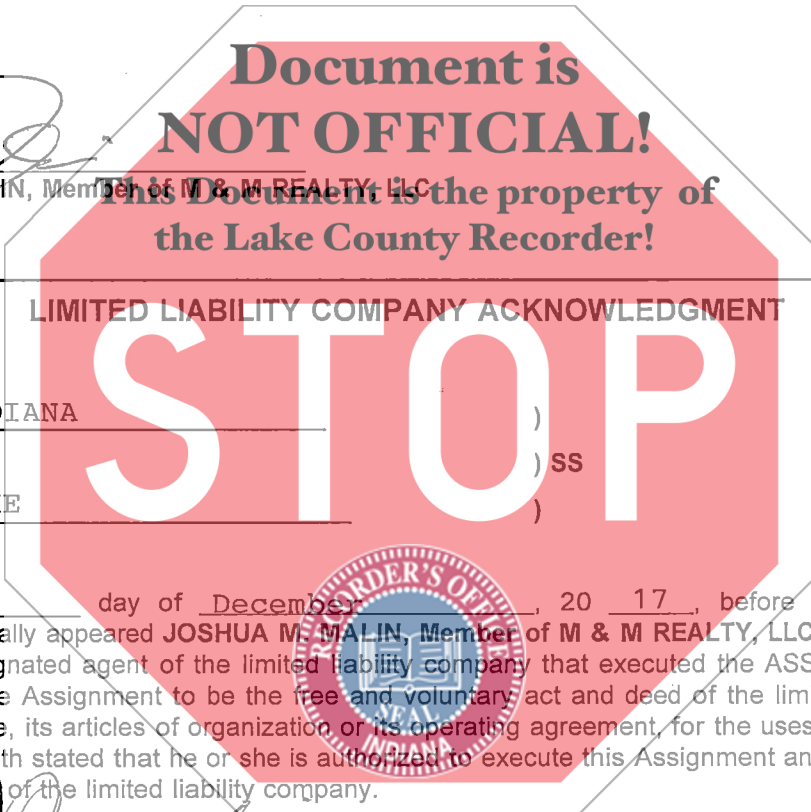 Document is
NOT OFFICIAL!
IN, Member of M & M REALTY, LLC
This Document is the property of
the Lake County Recorder!
LIMITED LIABILITY COMPANY ACKNOWLEDGMENT
STOP
DIANA )
) SS
E )
RECORDER'S OFFICE
SEAL
INDIANA
day of December , 20 17 , before
ally appeared JOSHUA M. MALIN, Member of M & M REALTY, LLC
gnated agent of the limited liability company that executed the ASS
e Assignment to be the free and voluntary act and deed of the lim
e, its articles of organization or its operating agreement, for the uses
th stated that he or she is authorized to execute this Assignment an
of the limited liability company.